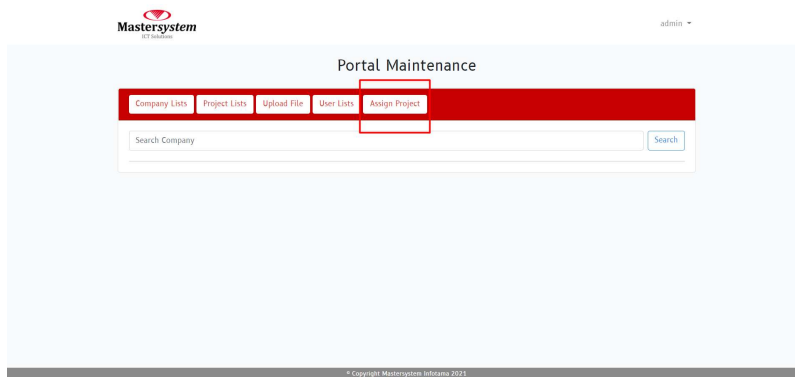 Mastersystem
ICT Solutions
admin
Portal Maintenance
Company Lists Project Lists Upload File User Lists Assign Project
Search Company Search
© Copyright Mastersystem Infotama 2021